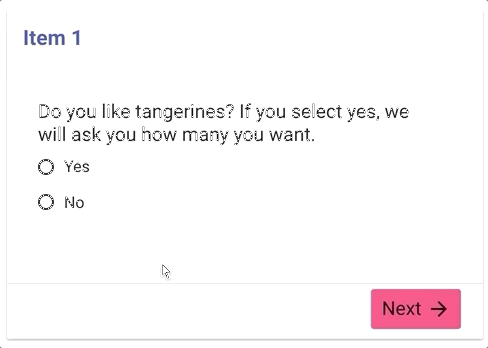 Item 1
Do you like tangerines? If you select yes, we
will ask you how many you want.
Yes
No
Next →